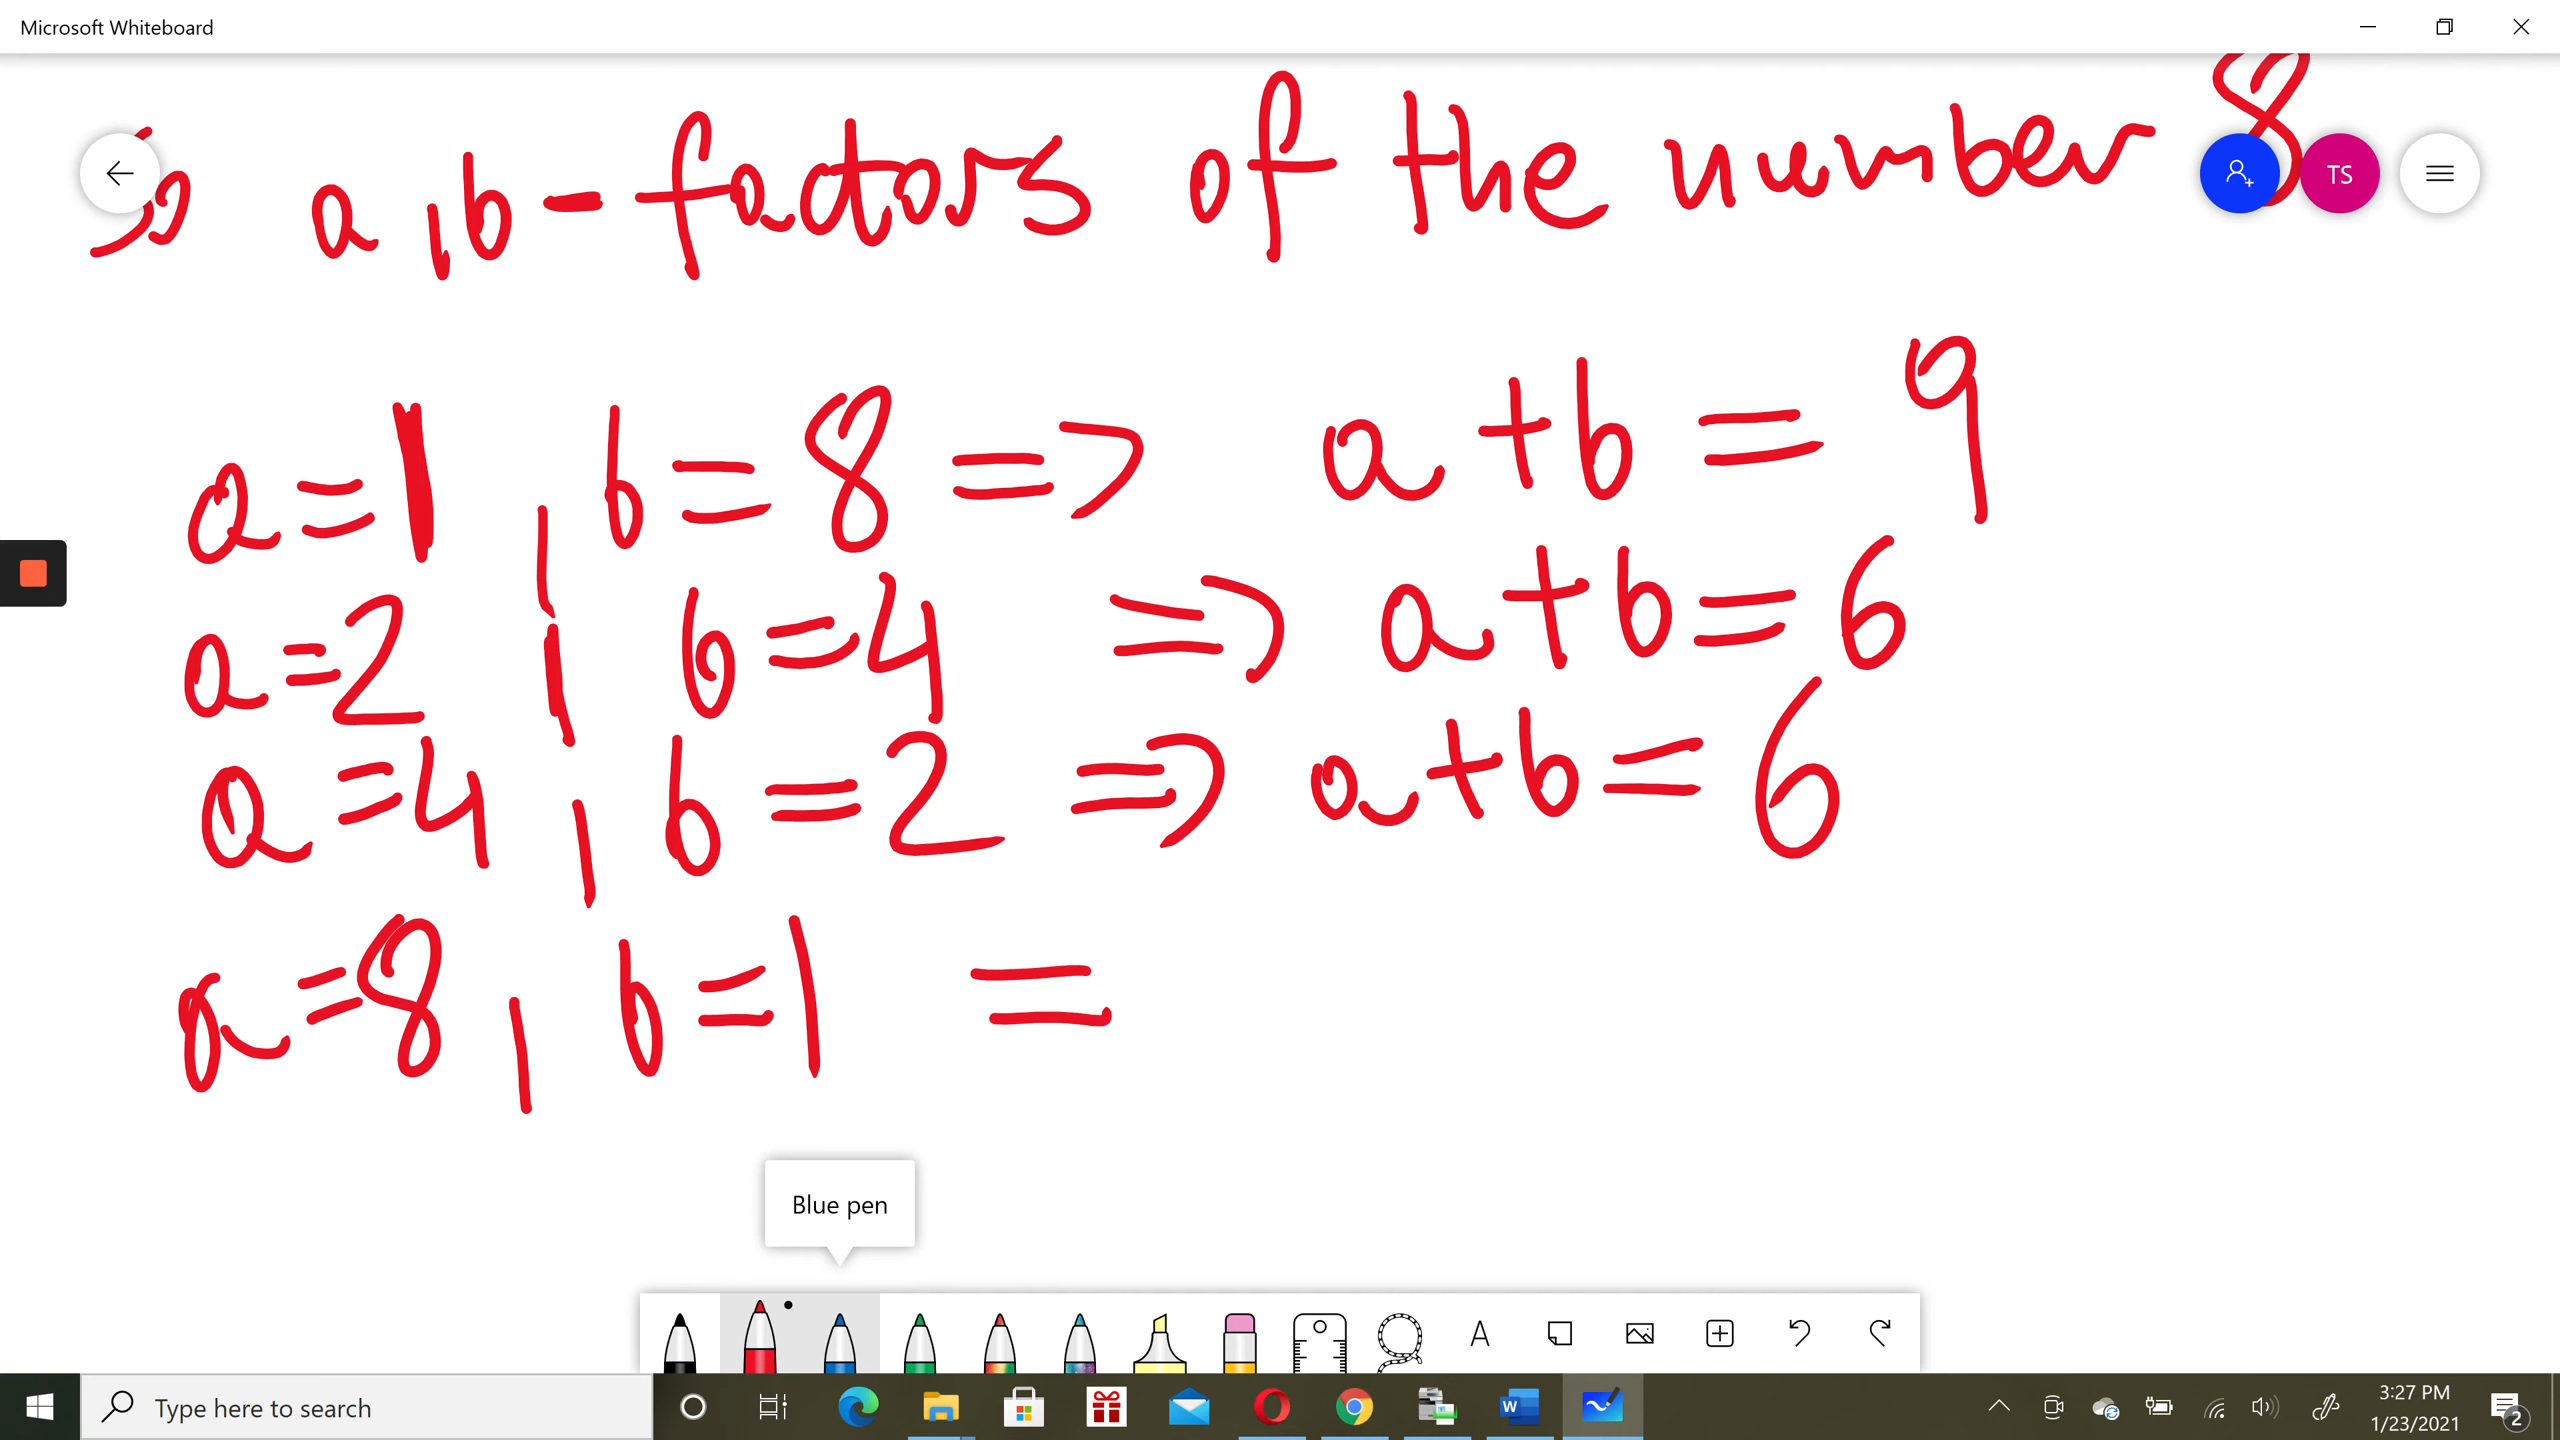 Microsoft Whiteboard
a, b - factors of the number 8
TS
a=1, b=8 => a+b=9
a=2, b=4 => a+b=6
a=4, b=2 => a+b=6
a=8, b=1 =
Blue pen
A
Type here to search
W
3:27 PM
1/23/2021
2